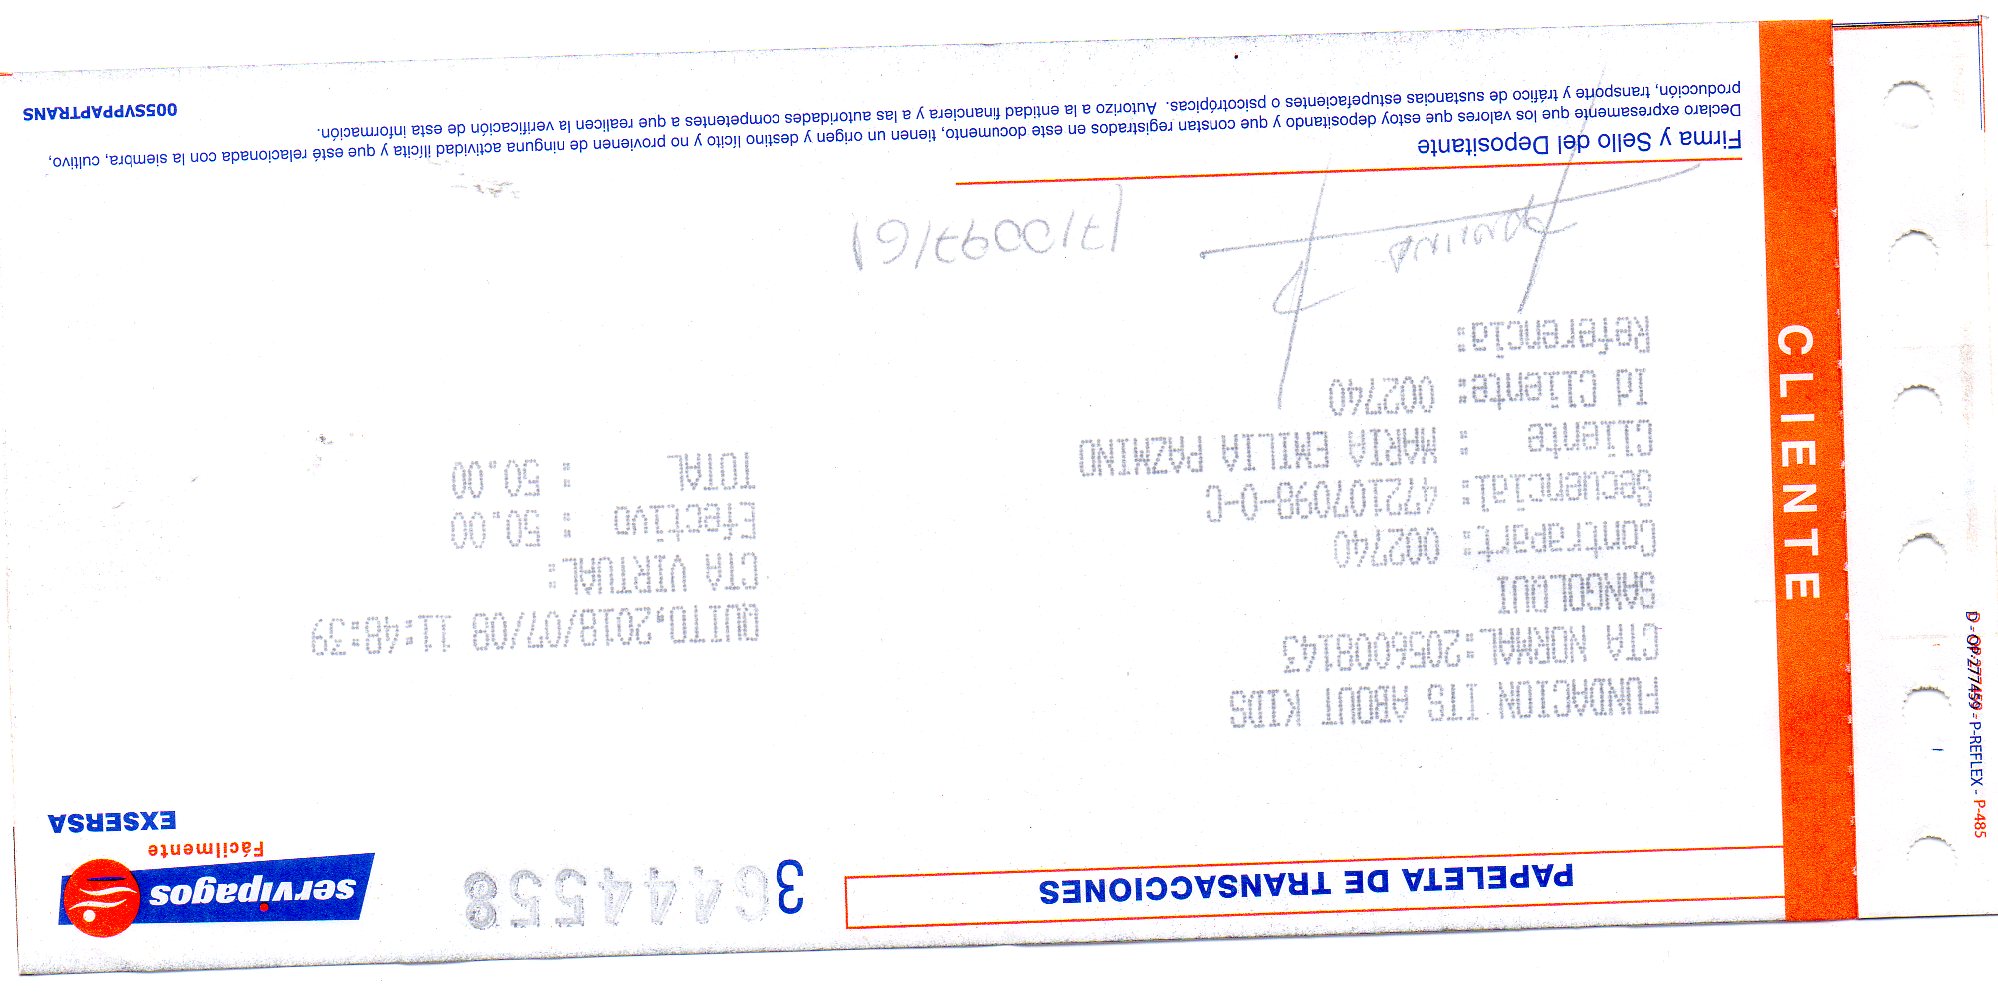 PAPELETA DE TRANSACCIONES
3 6444558
servipagos
Fácilmente
EXSERSA
FUNDACION ITS ABOUT KIDS
CTA NORMAL:2056008143
SANGOLQUI
Contrapart: 002740
Secuencial: 472107098-O-C
Cliente : MARIA EMILIA PAZMINO
Id Cliente: 002740
Referencia:
QUITO,2018/07/09 11:48:39
CTA VIRTUAL:
Efectivo : 50.00
TOTAL : 50.00
Firma y Sello del Depositante
Declaro expresamente que los valores que estoy depositando y que constan registrados en este documento, tienen un origen y destino lícito y no provienen de ninguna actividad ilícita y que esté relacionada con la siembra, cultivo,
producción, transporte y tráfico de sustancias estupefacientes o psicotrópicas. Autorizo a la entidad financiera y a las autoridades competentes a que realicen la verificación de esta información.
005SVPPAPTRANS
CLIENTE
D - OP.277459 - P-REFLEX - P-485